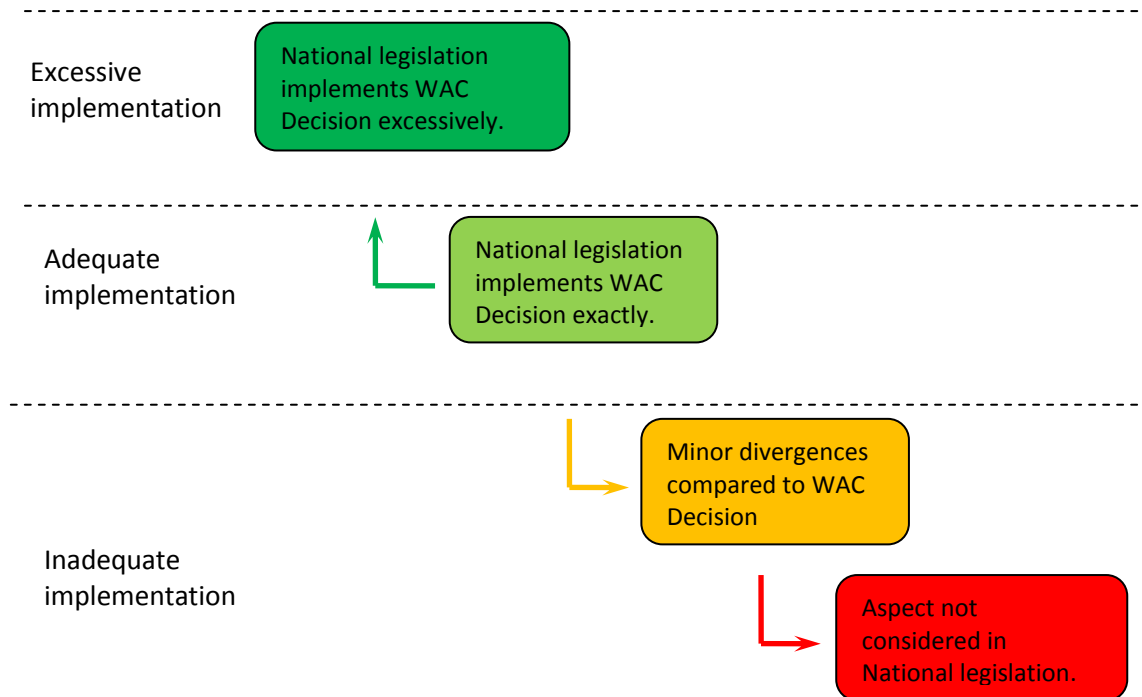 Excessive
implementation
National legislation
implements WAC
Decision excessively.
Adequate
implementation
National legislation
implements WAC
Decision exactly.
Inadequate
implementation
Minor divergences
compared to WAC
Decision
Aspect not
considered in
National legislation.